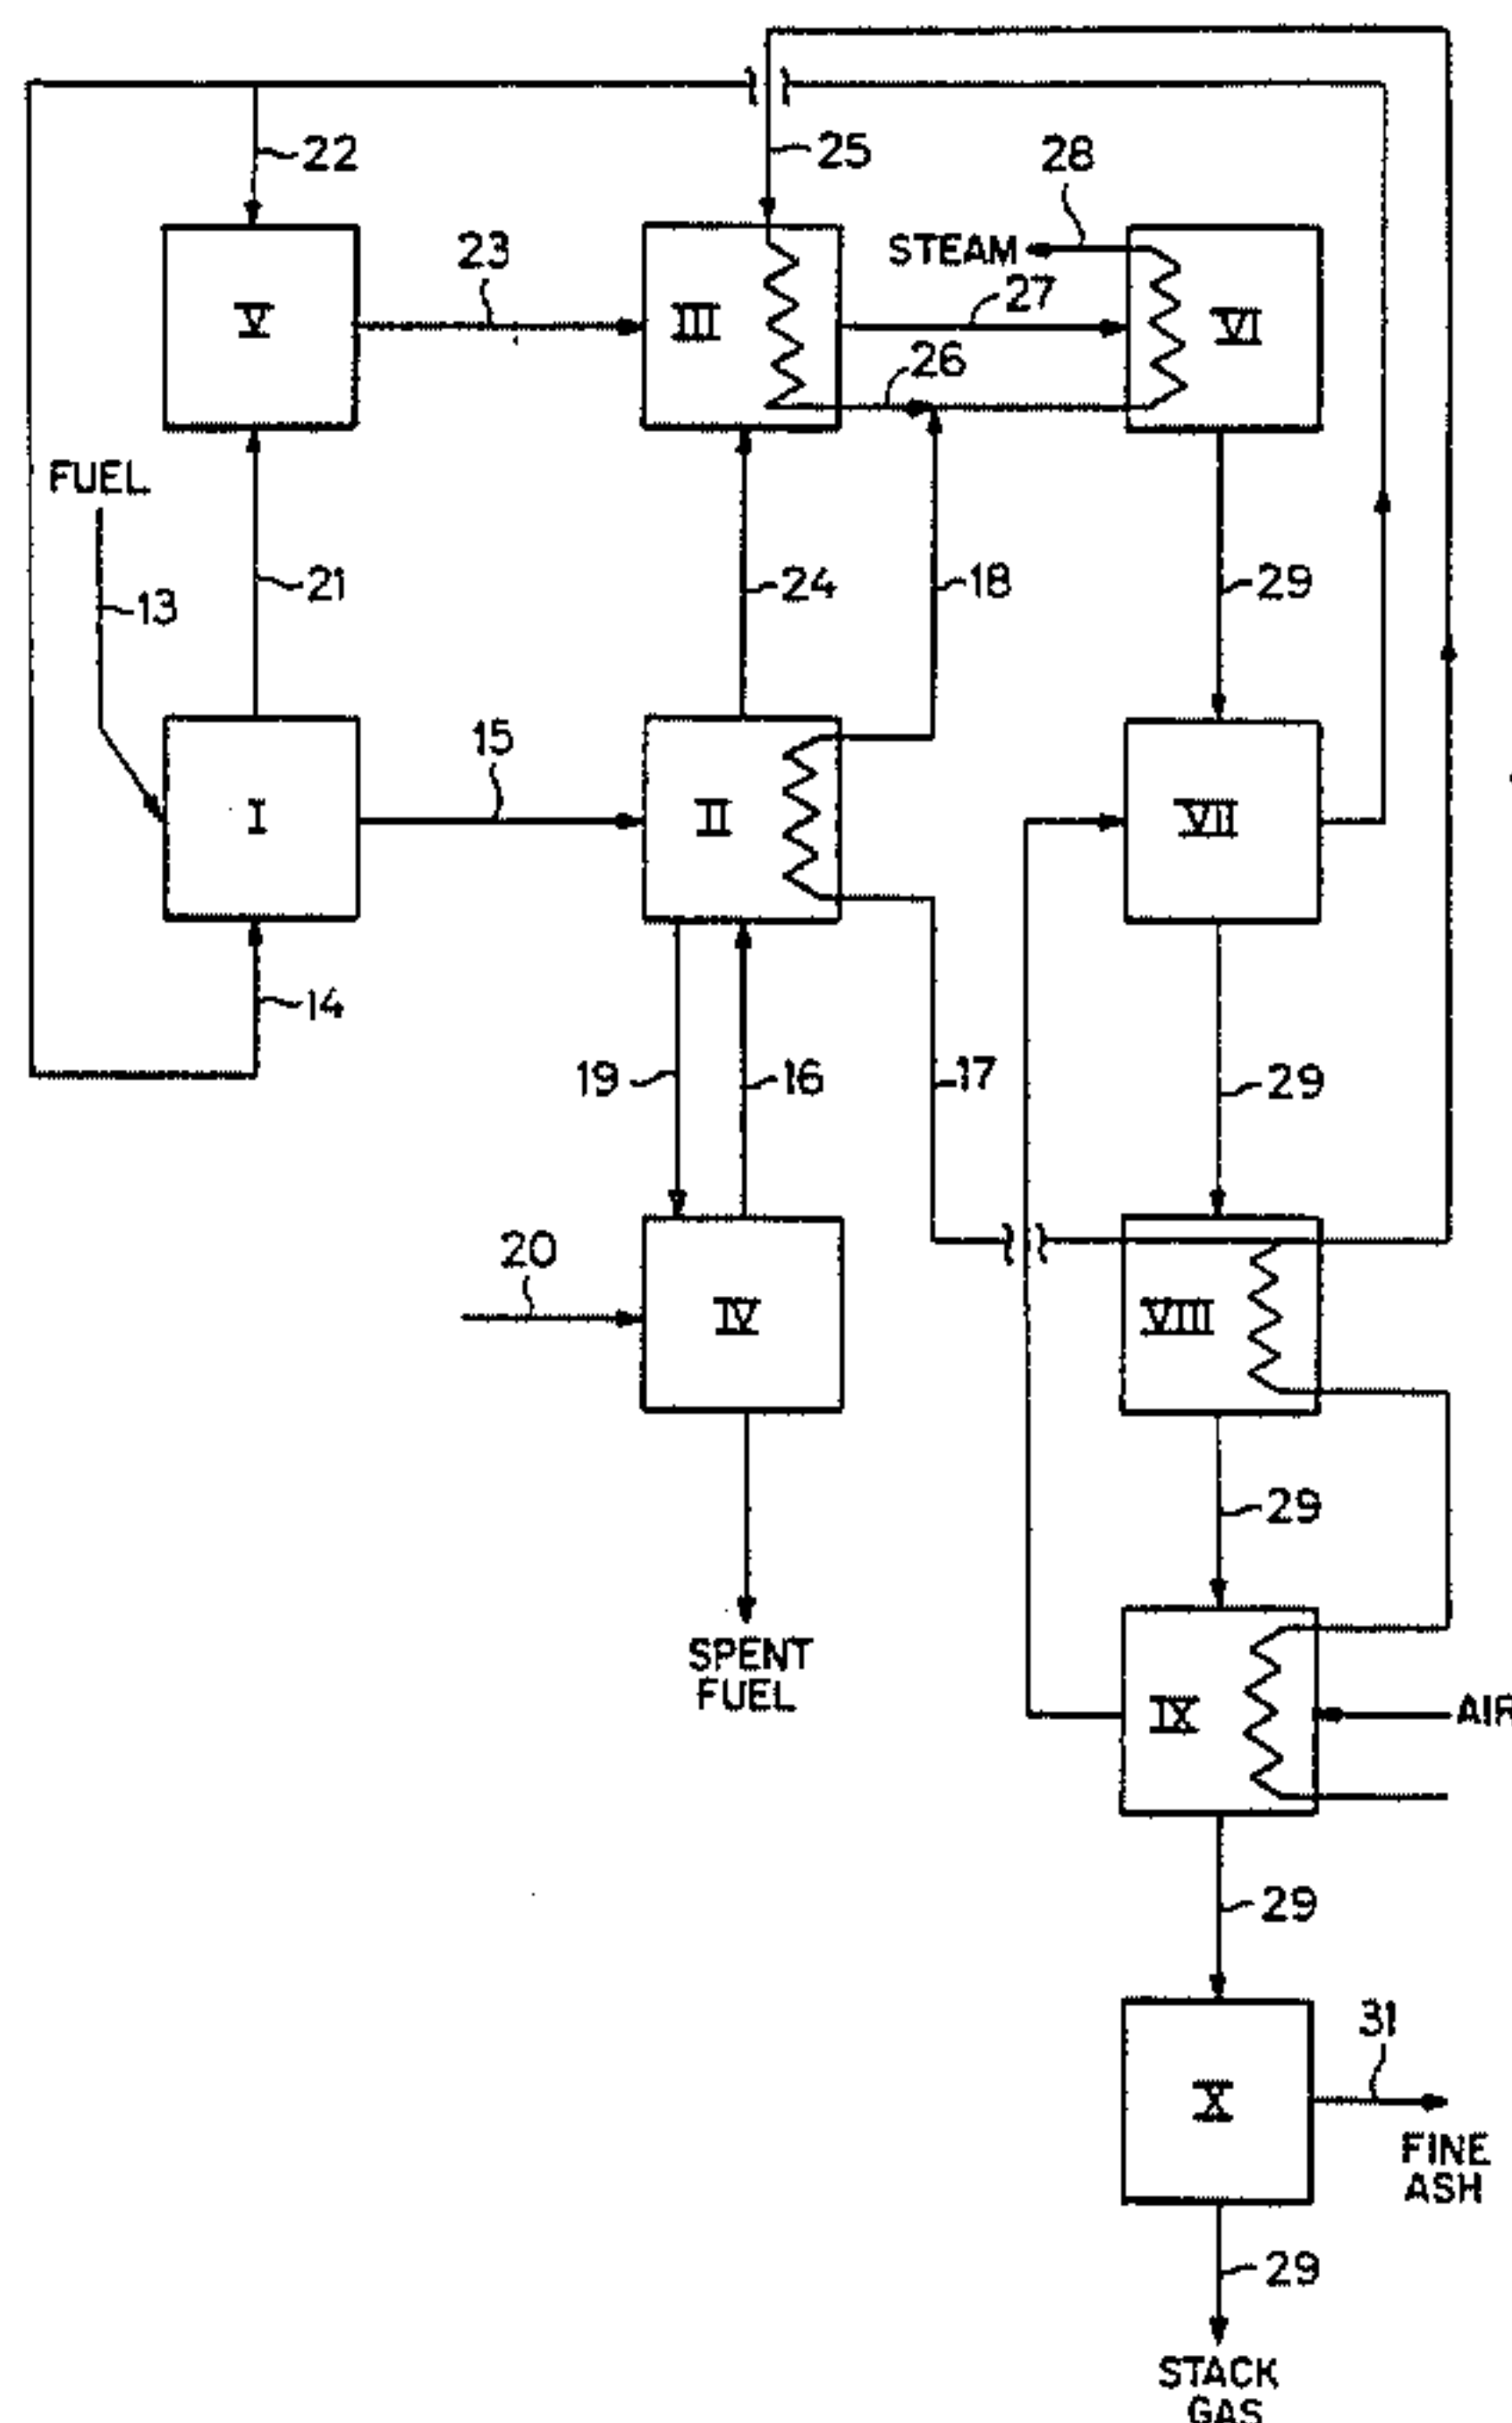 22
25
28
23
STEAM
27
V
III
VI
26
FUEL
13
21
24
18
29
15
I
II
VII
14
19
16
17
29
20
IV
VIII
29
SPENT
FUEL
IX
AIR
29
31
X
FINE
ASH
29
STACK
GAS